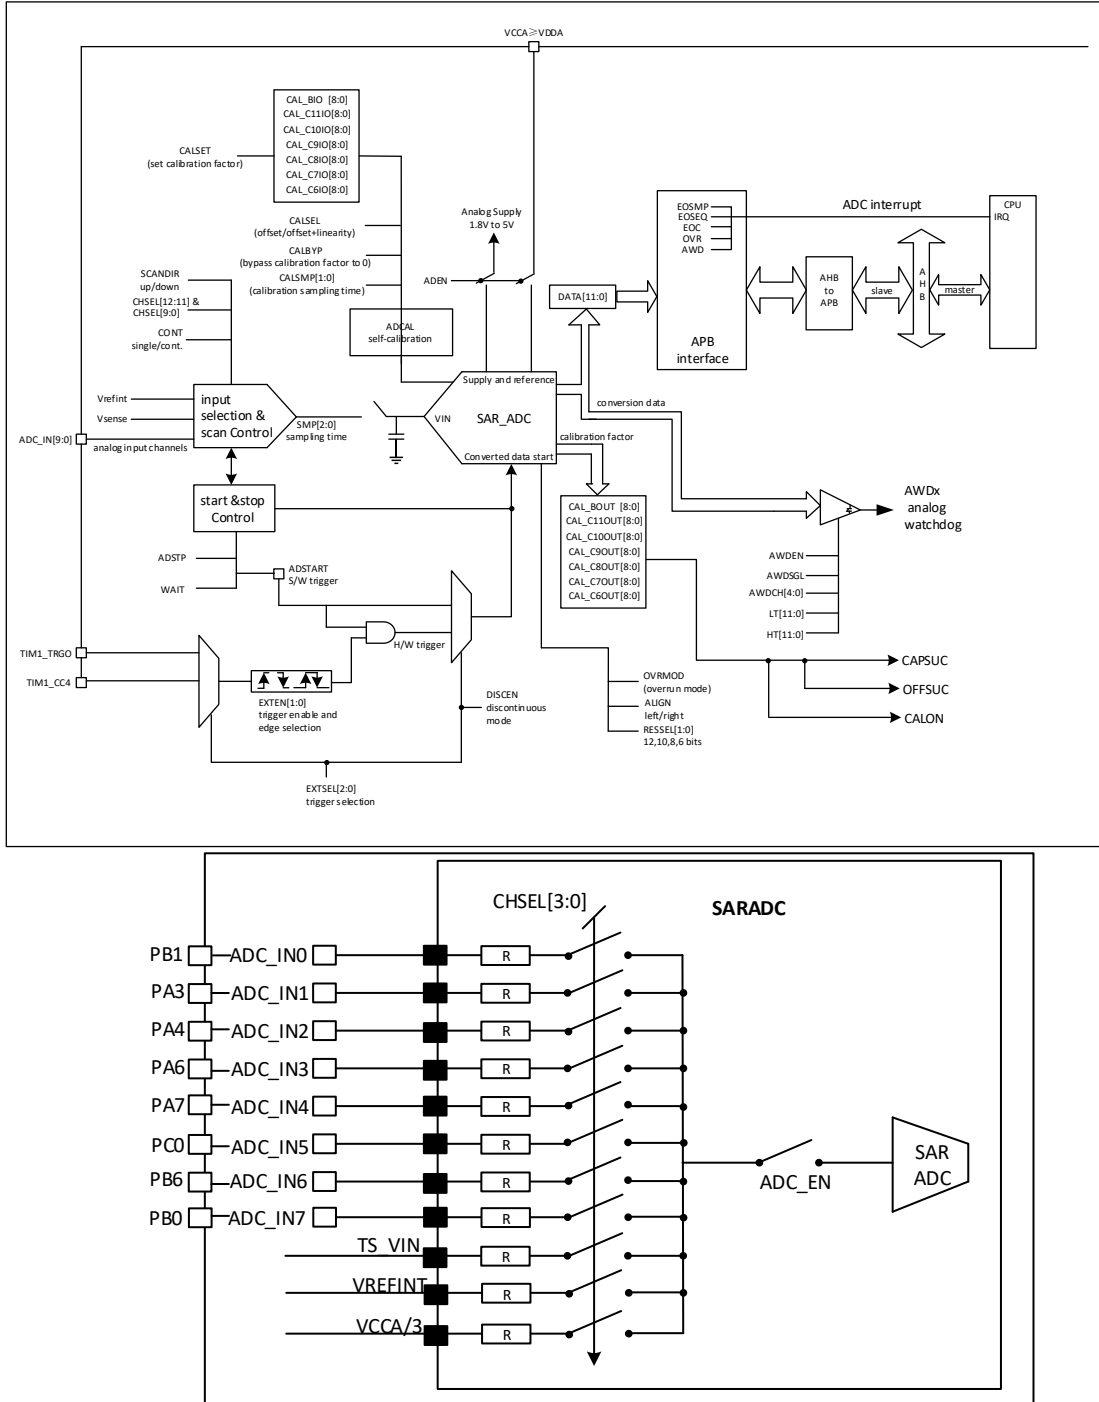 VCCA≥VDDA
CAL_BIO [8:0]
CAL_C11IO[8:0]
CAL_C10IO[8:0]
CAL_C9IO[8:0]
CAL_C8IO[8:0]
CAL_C7IO[8:0]
CAL_C6IO[8:0]
CALSET
(set calibration factor)
CALSEL
(offset/offset+linearity)
CALBYP
(bypass calibration factor to 0)
CALSMP[1:0]
(calibration sampling time)
Analog Supply
1.8V to 5V
ADEN
ADCAL
self-calibration
SCANDIR
up/down
CHSEL[12:11] &
CHSEL[9:0]
CONT
single/cont.
Vrefint
Vsense
ADC_IN[9:0]
analog input channels
input
selection &
scan Control
SMP[2:0]
sampling time
Supply and reference
VIN
SAR_ADC
Converted data start
DATA[11:0]
EOSMP
EOSEQ
EOC
OVR
AWD
APB
interface
ADC interrupt
AHB
to
APB
slave
A
H
B
master
CPU
IRQ
conversion data
calibration factor
CAL_BOUT [8:0]
CAL_C11OUT[8:0]
CAL_C10OUT[8:0]
CAL_C9OUT[8:0]
CAL_C8OUT[8:0]
CAL_C7OUT[8:0]
CAL_C6OUT[8:0]
AWDx
analog
watchdog
AWDEN
AWDSGL
AWDCH[4:0]
LT[11:0]
HT[11:0]
start &stop
Control
ADSTP
WAIT
ADSTART
S/W trigger
H/W trigger
TIM1_TRGO
TIM1_CC4
EXTEN[1:0]
trigger enable and
edge selection
DISCEN
discontinuous
mode
EXTSEL[2:0]
trigger selection
OVRMOD
(overrun mode)
ALIGN
left/right
RESSEL[1:0]
12,10,8,6 bits
CAPSUC
OFFSUC
CALON
CHSEL[3:0]
SARADC
PB1 ADC_IN0 R
PA3 ADC_IN1 R
PA4 ADC_IN2 R
PA6 ADC_IN3 R
PA7 ADC_IN4 R
PC0 ADC_IN5 R
PB6 ADC_IN6 R
PB0 ADC_IN7 R
TS_VIN R
VREFINT R
VCCA/3 R
ADC_EN
SAR
ADC